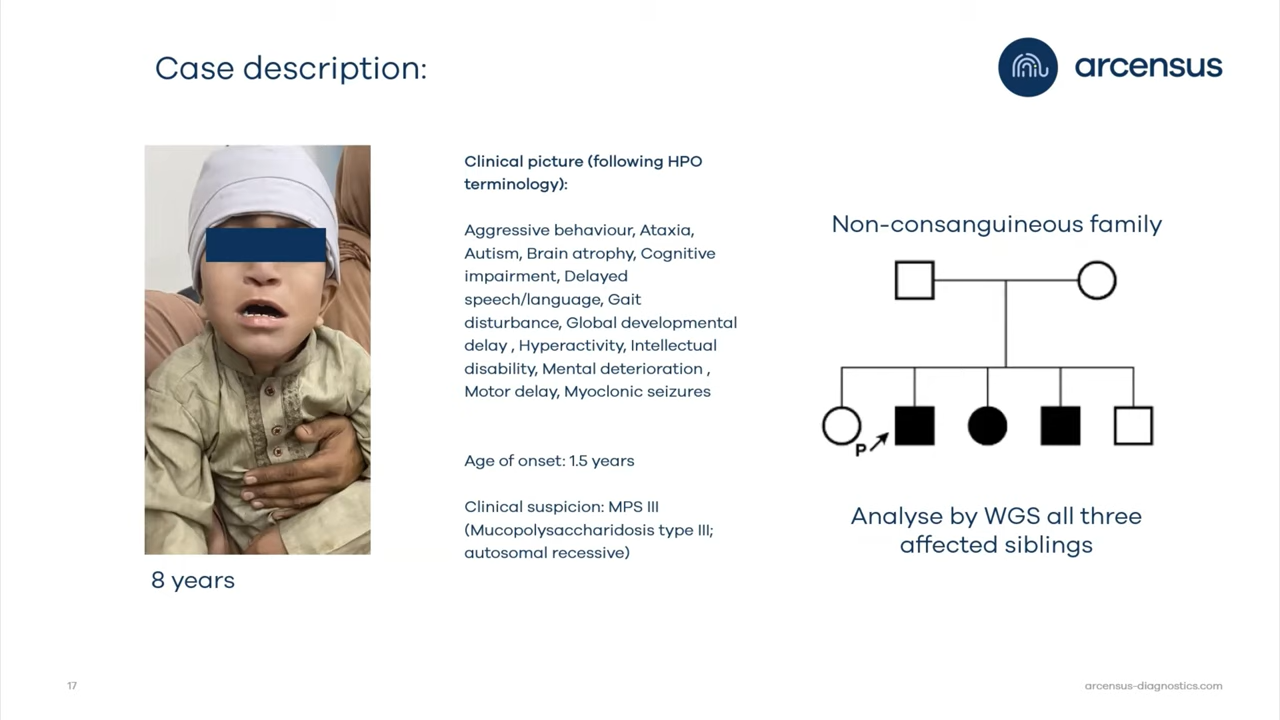 Case description:
arcensus
Clinical picture (following HPO
terminology):
Aggressive behaviour, Ataxia,
Autism, Brain atrophy, Cognitive
impairment, Delayed
speech/language, Gait
disturbance, Global developmental
delay , Hyperactivity, Intellectual
disability, Mental deterioration ,
Motor delay, Myoclonic seizures
Age of onset: 1.5 years
Clinical suspicion: MPS III
(Mucopolysaccharidosis type III;
autosomal recessive)
8 years
Non-consanguineous family
P
Analyse by WGS all three
affected siblings
17
arcensus-diagnostics.com